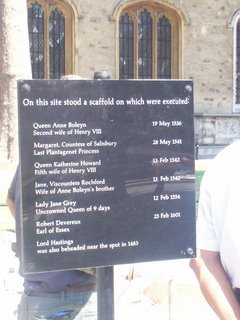 On this site stood a scaffold on which were executed:
Queen Anne Boleyn 19 May 1536
Second wife of Henry VIII
Margaret, Countess of Salisbury 28 May 1541
Last Plantagenet Princess
Queen Katherine Howard 13 Feb 1542
Fifth wife of Henry VIII
Jane, Viscountess Rochford 13 Feb 1542
Wife of Anne Boleyn's brother
Lady Jane Grey 12 Feb 1554
Uncrowned Queen of 9 days
Robert Devereux 25 Feb 1601
Earl of Essex
Lord Hastings
was also beheaded near the spot in 1483